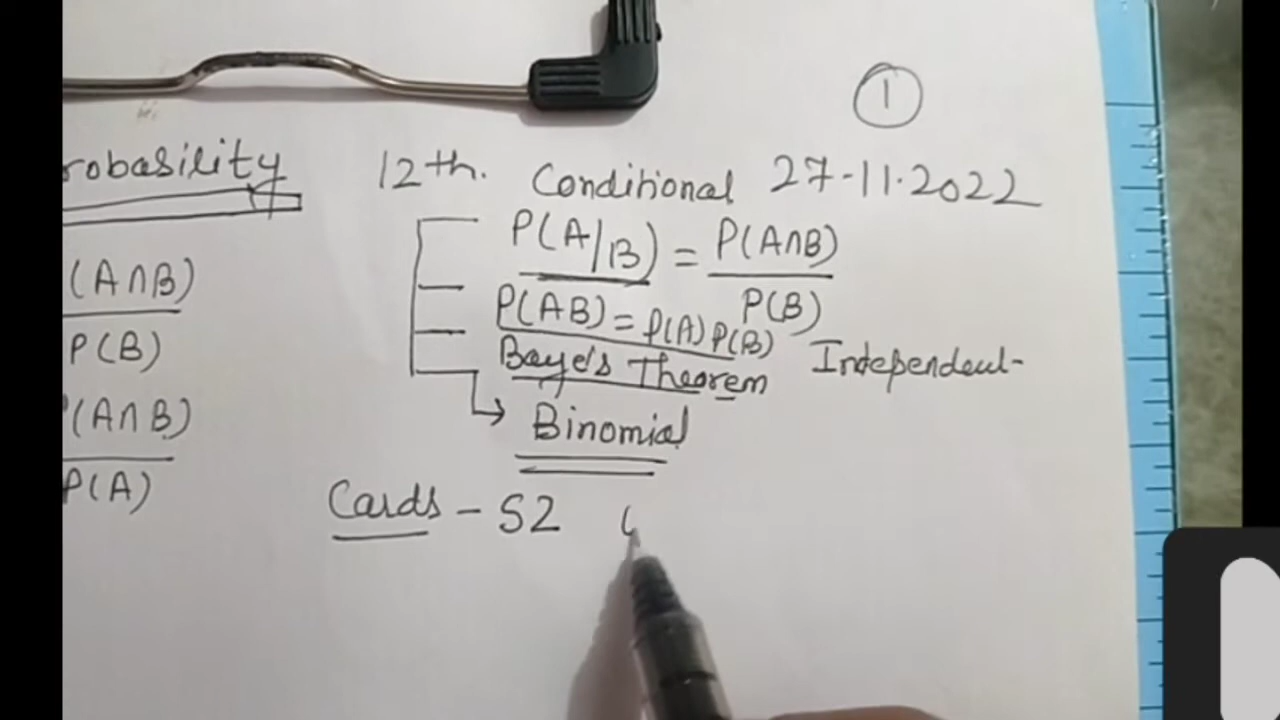 1
robability 12th. Conditional 27-11.2022
P(A/B) = P(A∩B)
P(B)
P(AB) = P(A) P(B) Independent
Baye's Theorem
Binomial
(A∩B)
P(B)
(A∩B)
P(A)
Cards - 52